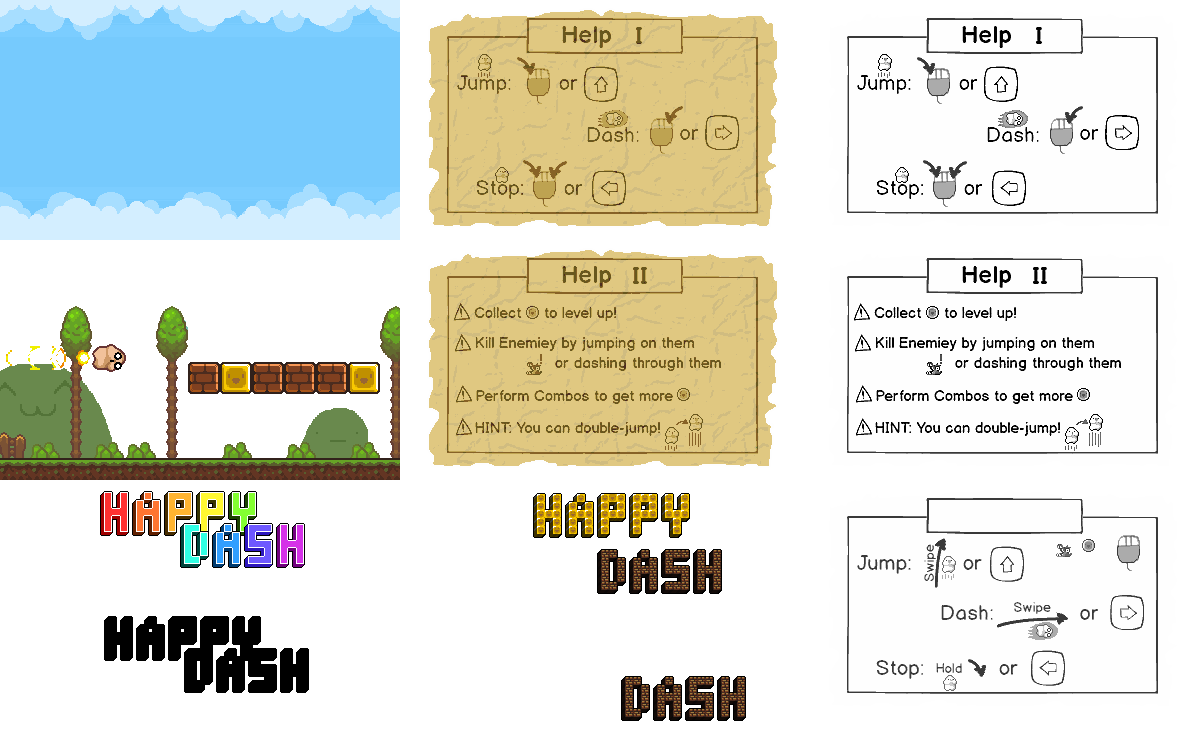 Help I
Jump: or
Dash: or
Stop: or
Help I
Jump: or
Dash: or
Stop: or
Help II
Collect to level up!
Kill Enemiey by jumping on them
or dashing through them
Perform Combos to get more
HINT: You can double-jump!
Help II
Collect to level up!
Kill Enemiey by jumping on them
or dashing through them
Perform Combos to get more
HINT: You can double-jump!
HAPPY
DASH
HAPPY
DASH
HAPPY
DASH
DASH
Jump: Swipe or
Dash: Swipe or
Stop: Hold or